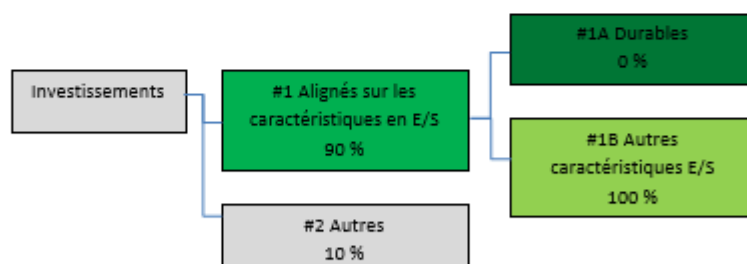 Investissements
#1 Alignés sur les
caractéristiques en E/S
90 %
#2 Autres
10 %
#1A Durables
0 %
#1B Autres
caractéristiques E/S
100 %